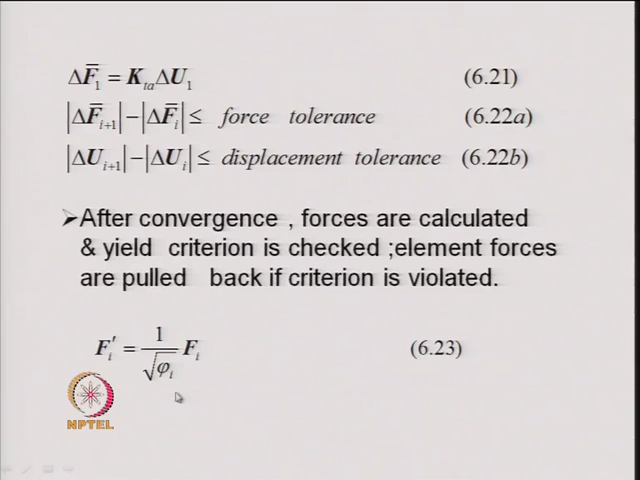 ΔF̄₁ = K_ta ΔU₁ (6.21)
|ΔF̄_{i+1}| − |ΔF̄_i| ≤ force tolerance (6.22a)
|ΔU_{i+1}| − |ΔU_i| ≤ displacement tolerance (6.22b)
➢After convergence , forces are calculated
& yield criterion is checked ;element forces
are pulled back if criterion is violated.
F_i′ = 1/√φ_i F_i (6.23)
NPTEL